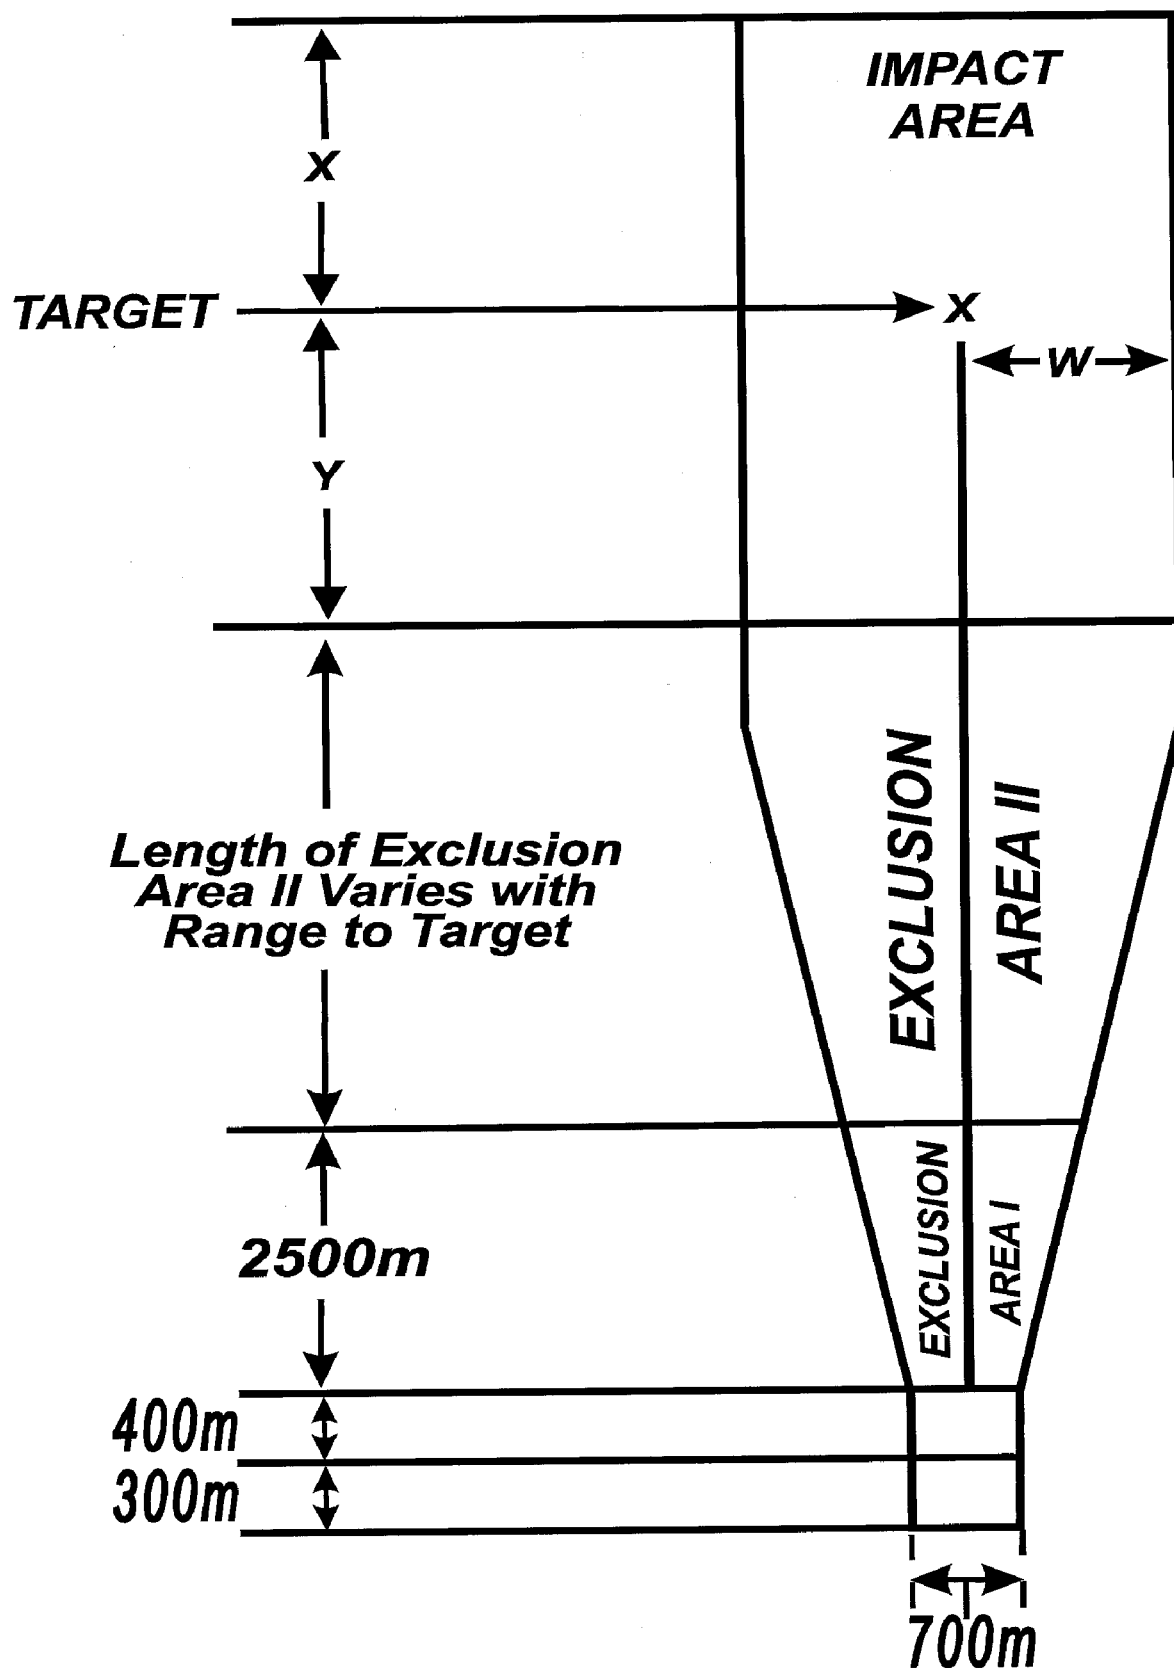 IMPACT
AREA
X
TARGET
X
W
Y
EXCLUSION
AREA II
Length of Exclusion
Area II Varies with
Range to Target
EXCLUSION
AREA I
2500m
400m
300m
700m